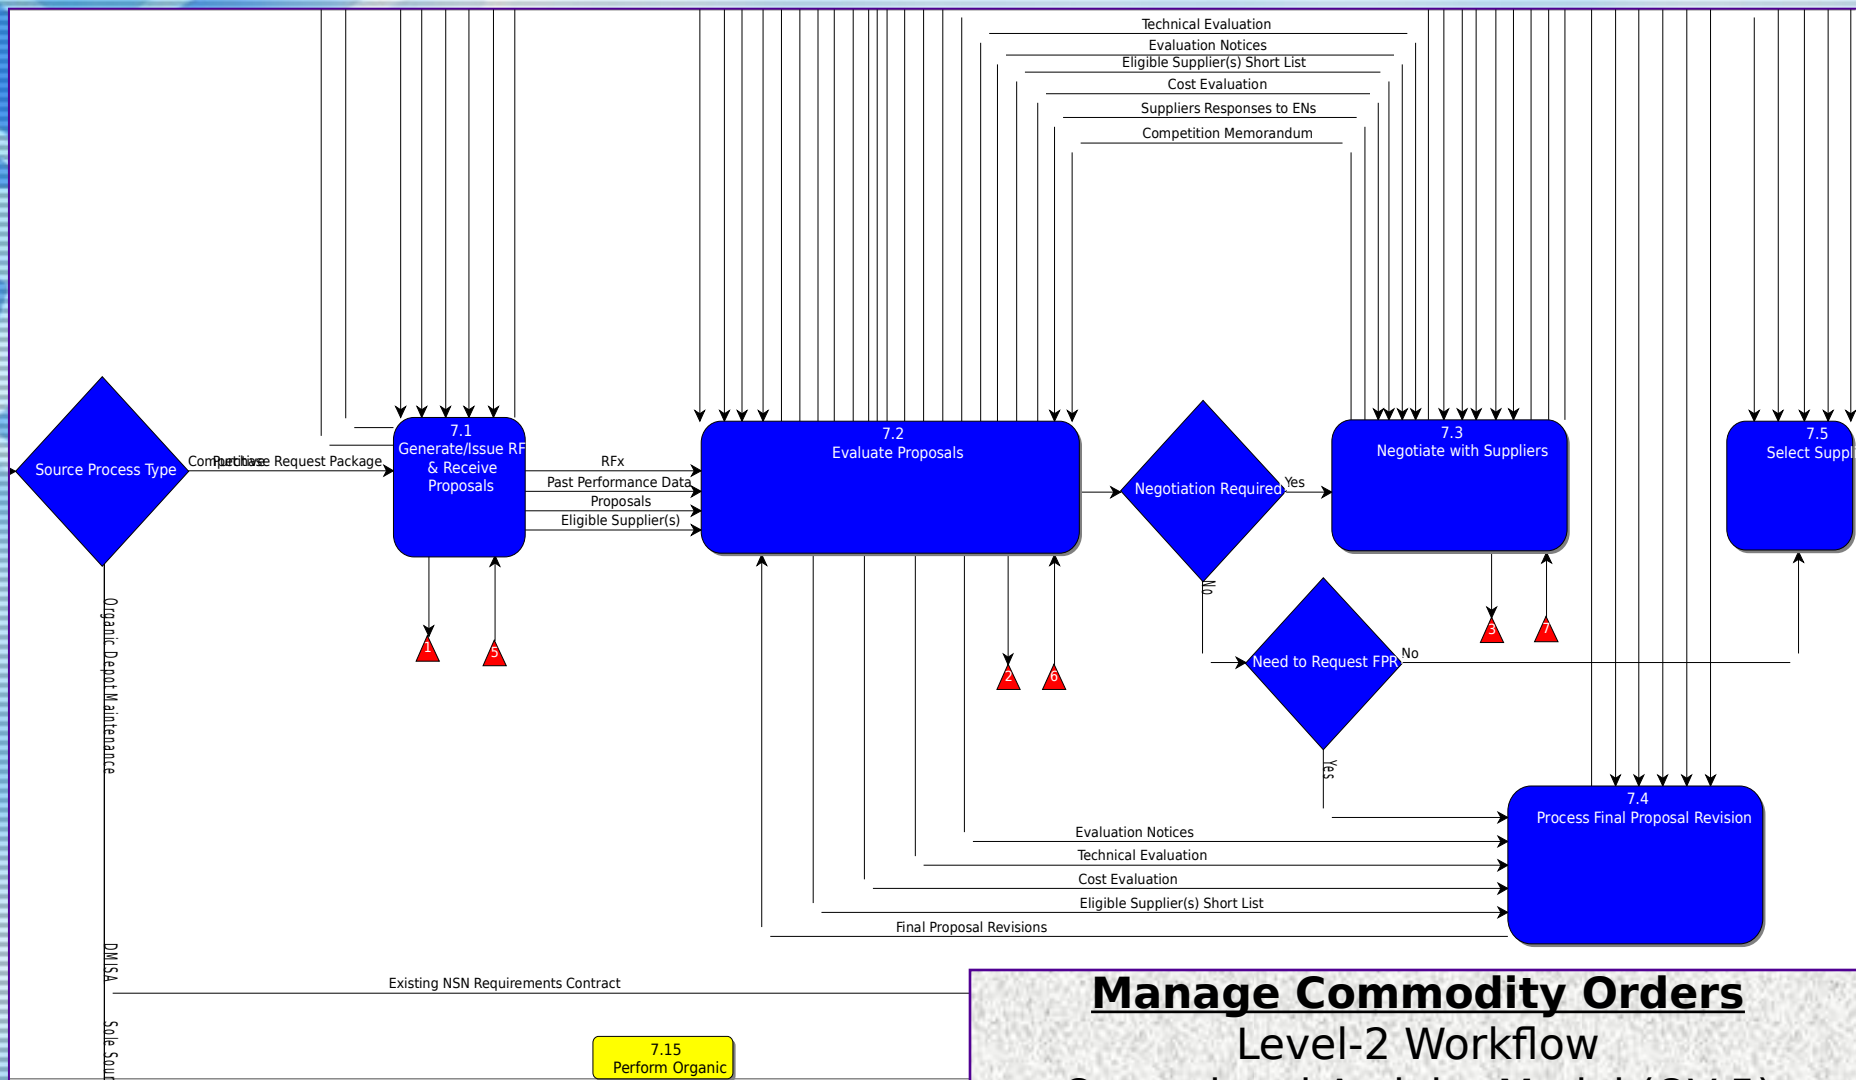 Technical Evaluation
Evaluation Notices
Eligible Supplier(s) Short List
Cost Evaluation
Suppliers Responses to ENs
Competition Memorandum
Source Process Type
Competitive
Purchase Request Package
7.1
Generate/Issue RF
& Receive
Proposals
RFx
Past Performance Data
Proposals
Eligible Supplier(s)
7.2
Evaluate Proposals
Negotiation Required
Yes
No
7.3
Negotiate with Suppliers
7.5
Select Suppli
1
5
2
6
3
7
Need to Request FPR
No
Yes
7.4
Process Final Proposal Revision
Evaluation Notices
Technical Evaluation
Cost Evaluation
Eligible Supplier(s) Short List
Final Proposal Revisions
Organic Depot Maintenance
DMISA
Existing NSN Requirements Contract
Sole Sour
7.15
Perform Organic
Manage Commodity Orders
Level-2 Workflow